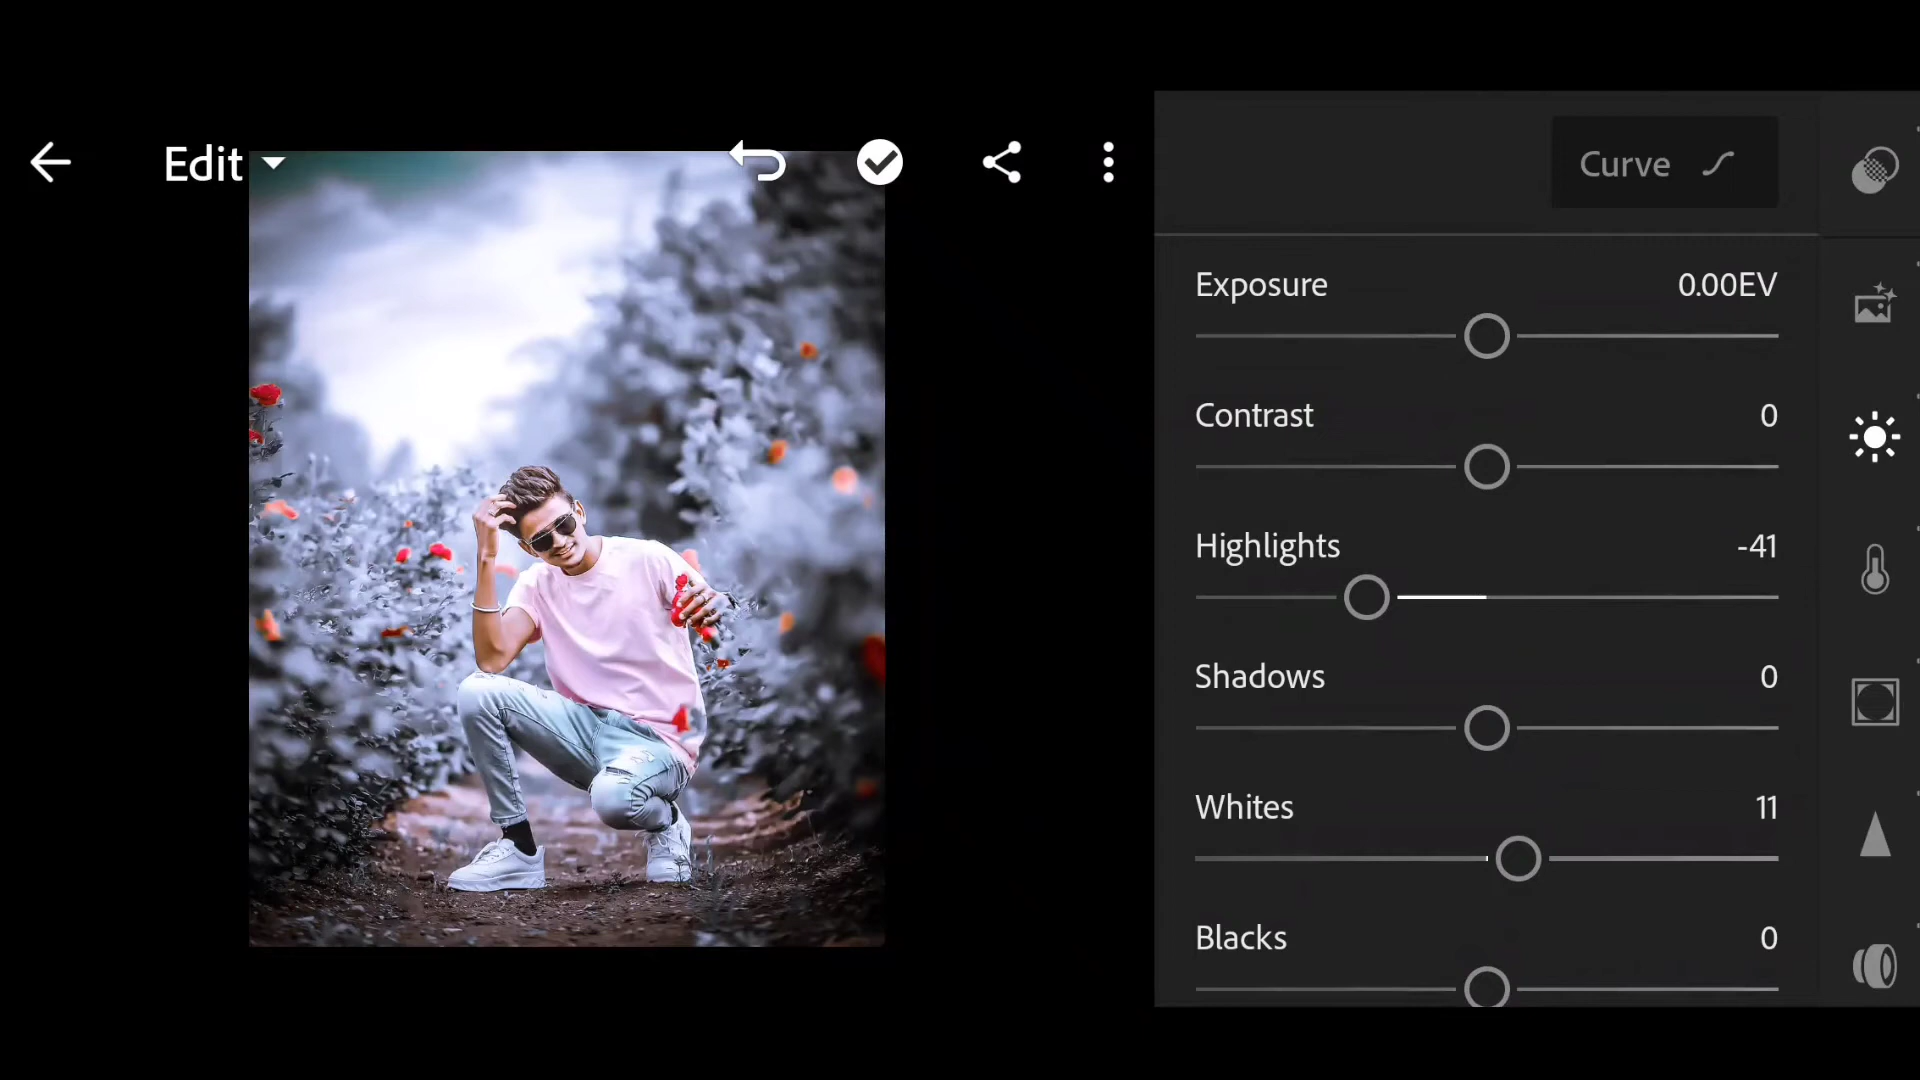 Edit
Curve
Exposure 0.00EV
Contrast 0
Highlights -41
Shadows 0
Whites 11
Blacks 0